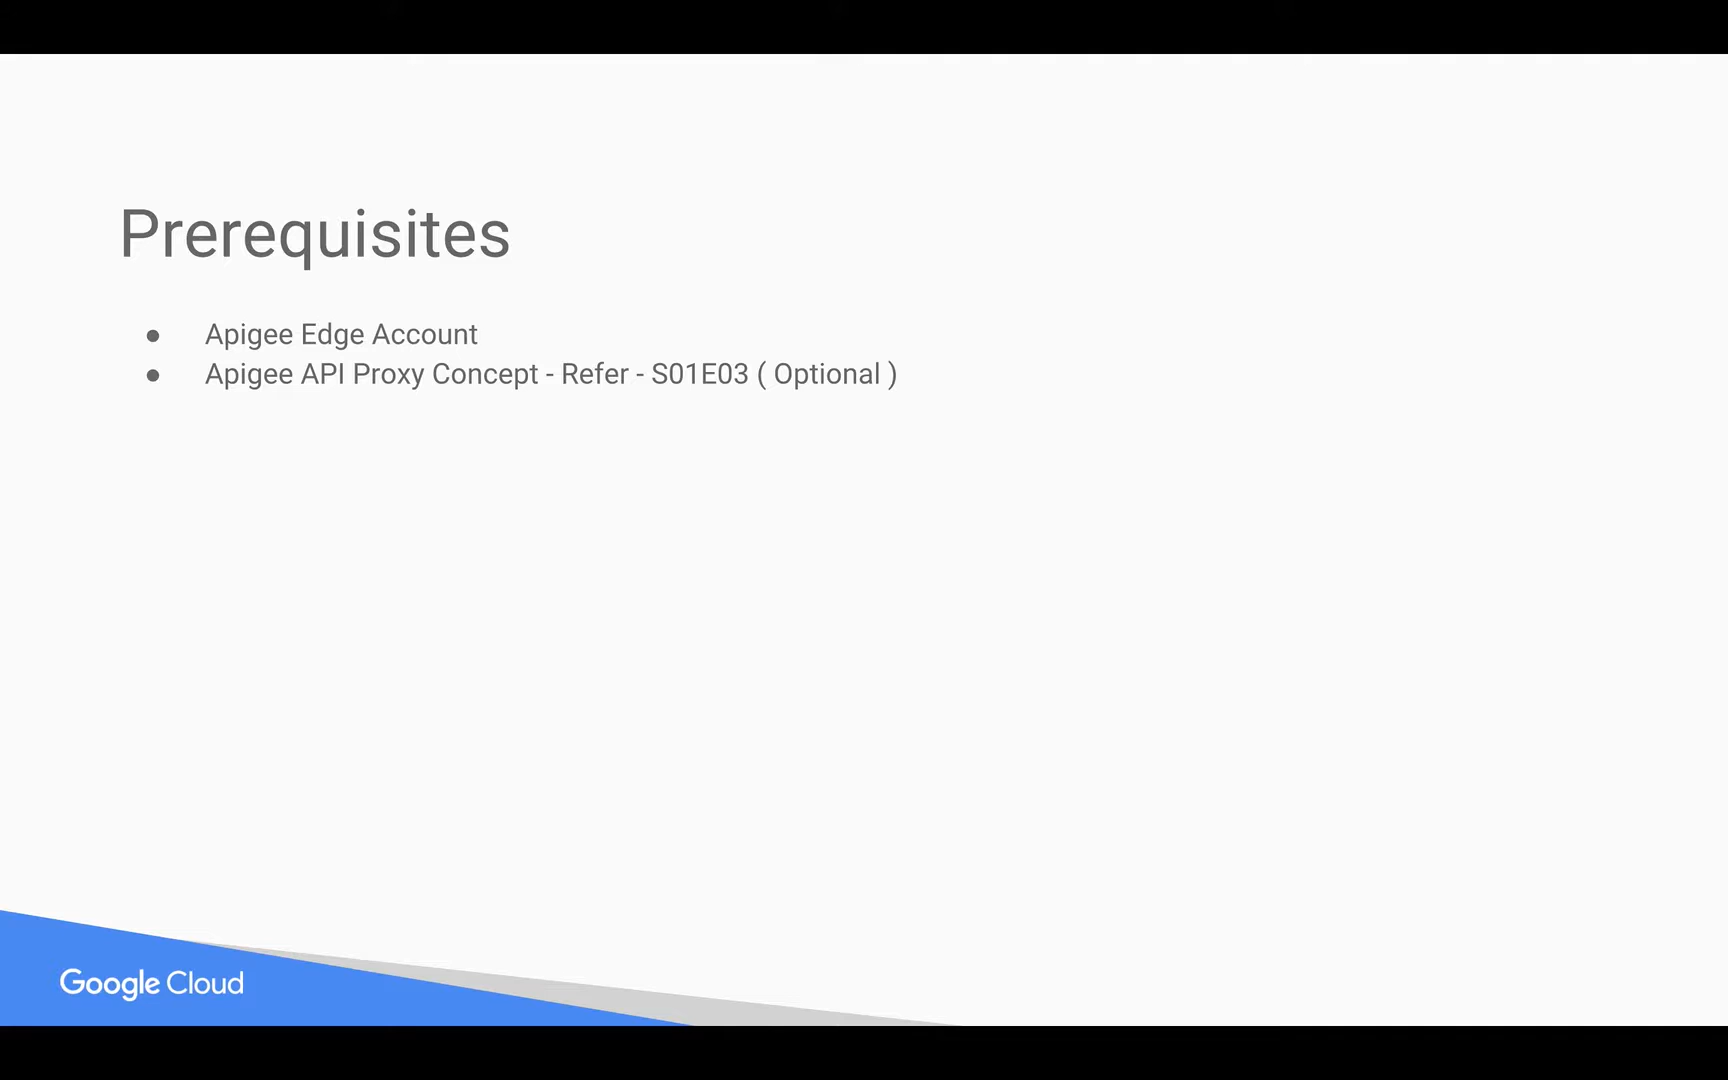 Prerequisites
● Apigee Edge Account
● Apigee API Proxy Concept - Refer - S01E03 ( Optional )
Google Cloud